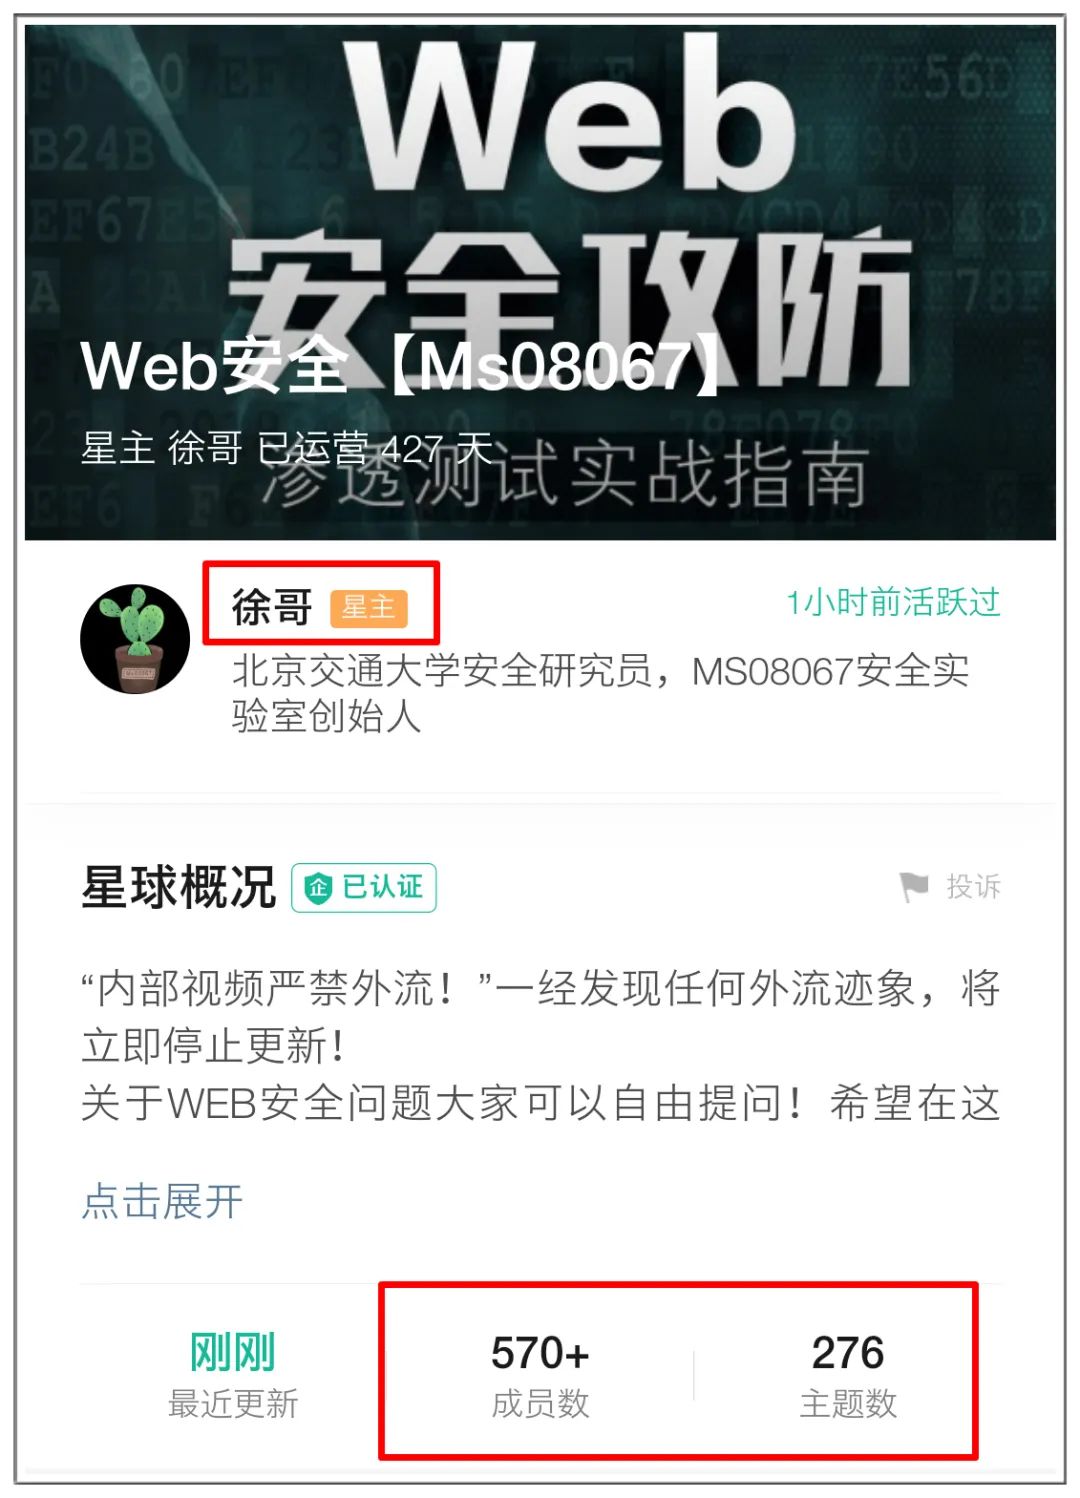 Web
安全攻防
Web安全【Ms08067】
星主 徐哥 已运营 427 天
渗透测试实战指南
徐哥 星主
1小时前活跃过
北京交通大学安全研究员，MS08067安全实
验室创始人
星球概况 企 已认证
投诉
“内部视频严禁外流！”一经发现任何外流迹象，将
立即停止更新！
关于WEB安全问题大家可以自由提问！希望在这
点击展开
刚刚 570+ 276
最近更新 成员数 主题数